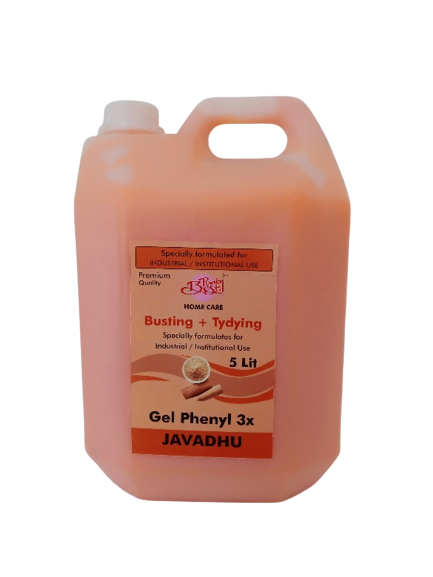 Specially formulated for
INDUSTRIAL / INSTITUTIONAL USE
Premium
Quality
HOME CARE
Busting + Tydying
Specially formulates for
Industrial / Institutional Use
5 Lit
Gel Phenyl 3x
JAVADHU